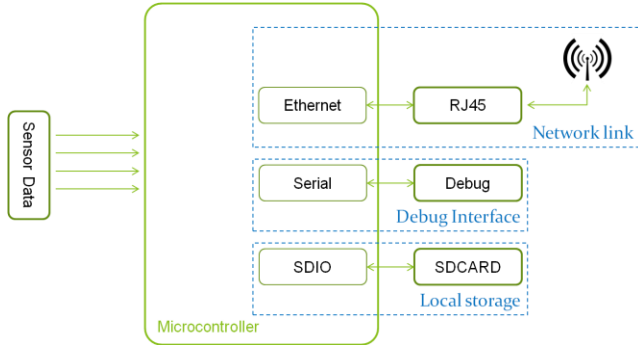 Sensor Data
Ethernet
RJ45
Network link
Serial
Debug
Debug Interface
SDIO
SDCARD
Local storage
Microcontroller